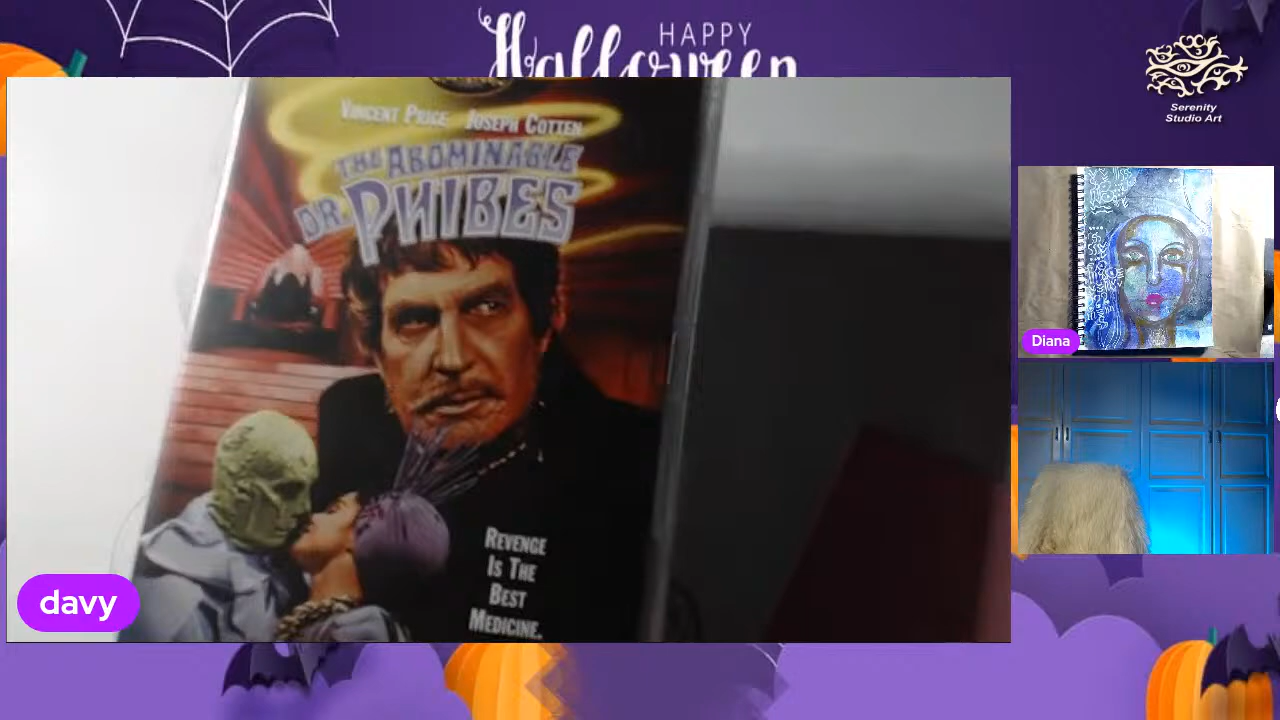 HAPPY
Halloween
Serenity
Studio Art
VINCENT PRICE JOSEPH COTTEN
THE ABOMINABLE
DR. PHIBES
REVENGE
IS THE
BEST
MEDICINE.
Diana
davy